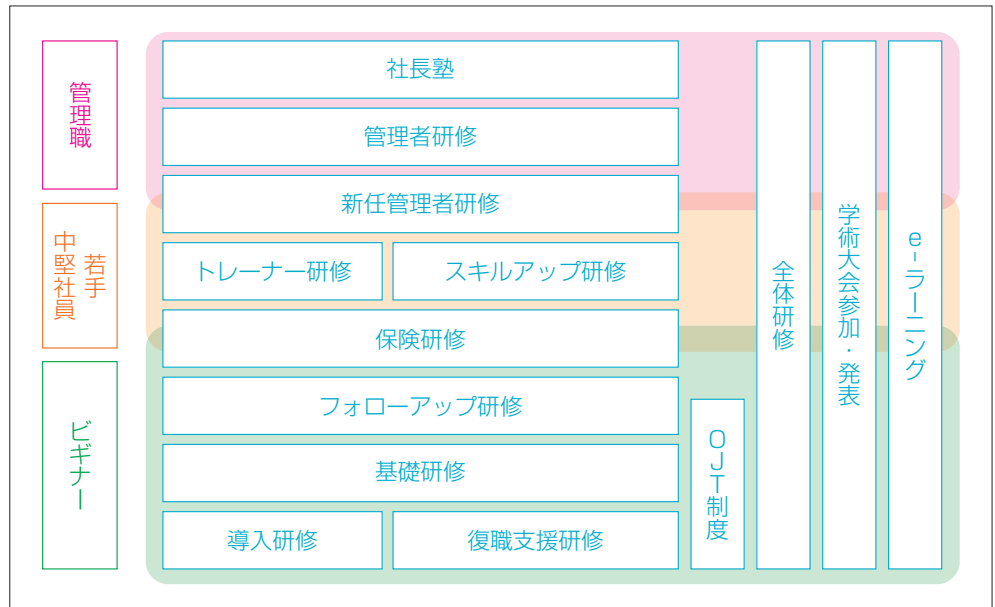 管理職
社長塾
管理者研修
新任管理者研修
若手
中堅社員
トレーナー研修
スキルアップ研修
保険研修
ビギナー
フォローアップ研修
基礎研修
導入研修
復職支援研修
OJT制度
全体研修
学術大会参加・発表
e-ラーニング